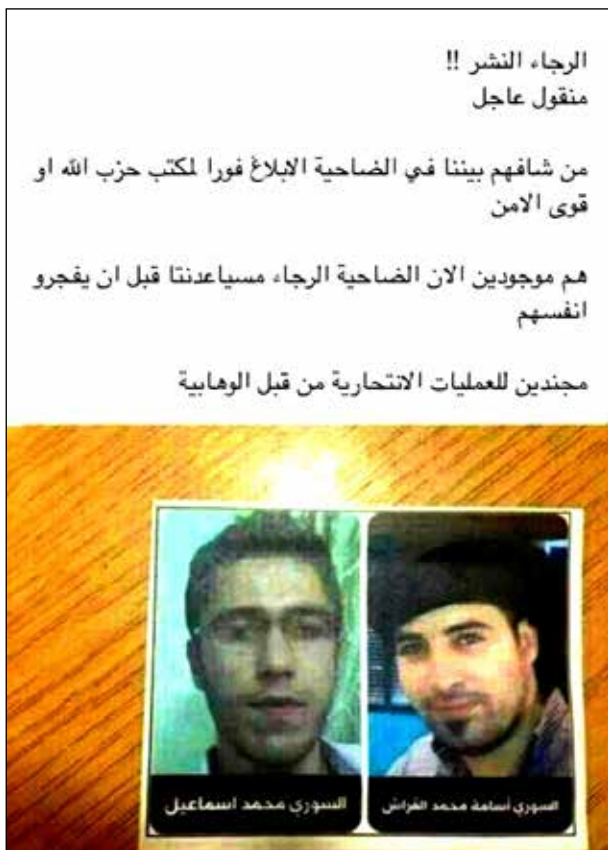 الرجاء النشر !!
منقول عاجل
من شافهم بيننا في الضاحية الابلاغ فورا لمكتب حزب الله او
قوى الامن
هم موجودين الان الضاحية الرجاء مسياعدنتا قبل ان يفجرو
انفسهم
مجندين للعمليات الانتحارية من قبل الوهابية
السوري محمد اسماعيل
السوري أسامة محمد الفراش